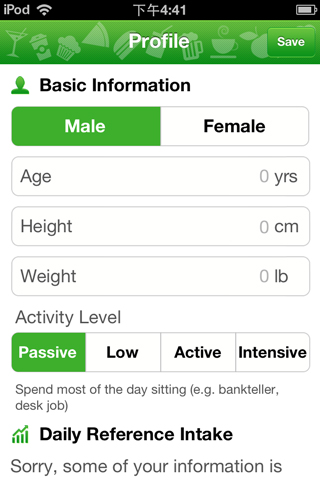 iPod 下午4:41
Profile Save
Basic Information
Male Female
Age 0 yrs
Height 0 cm
Weight 0 lb
Activity Level
Passive Low Active Intensive
Spend most of the day sitting (e.g. bankteller,
desk job)
Daily Reference Intake
Sorry, some of your information is